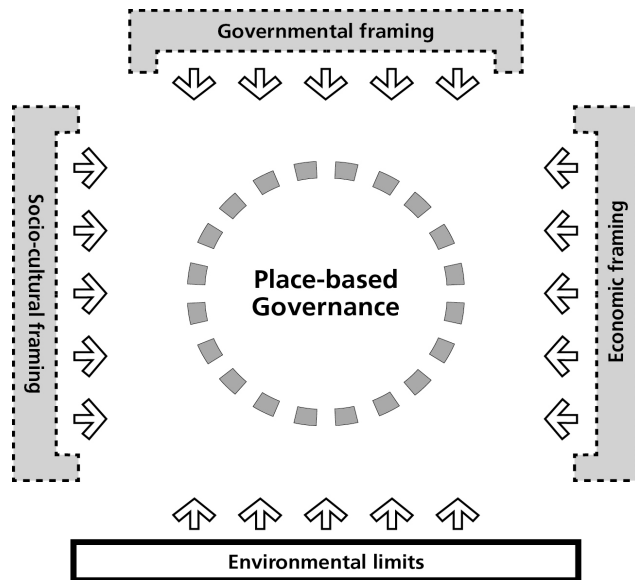 Governmental framing
Socio-cultural framing
Place-based
Governance
Economic framing
Environmental limits